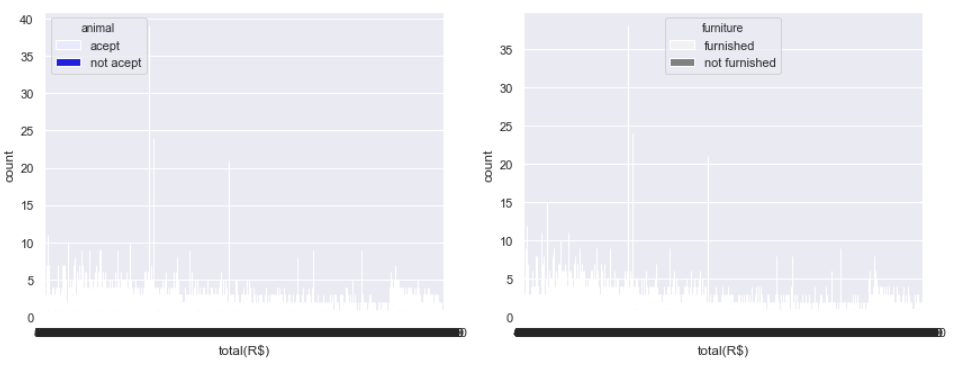 animal
acept
not acept
40
35
30
25
20
15
10
5
0
count
total(R$)
furniture
furnished
not furnished
35
30
25
20
15
10
5
0
count
total(R$)